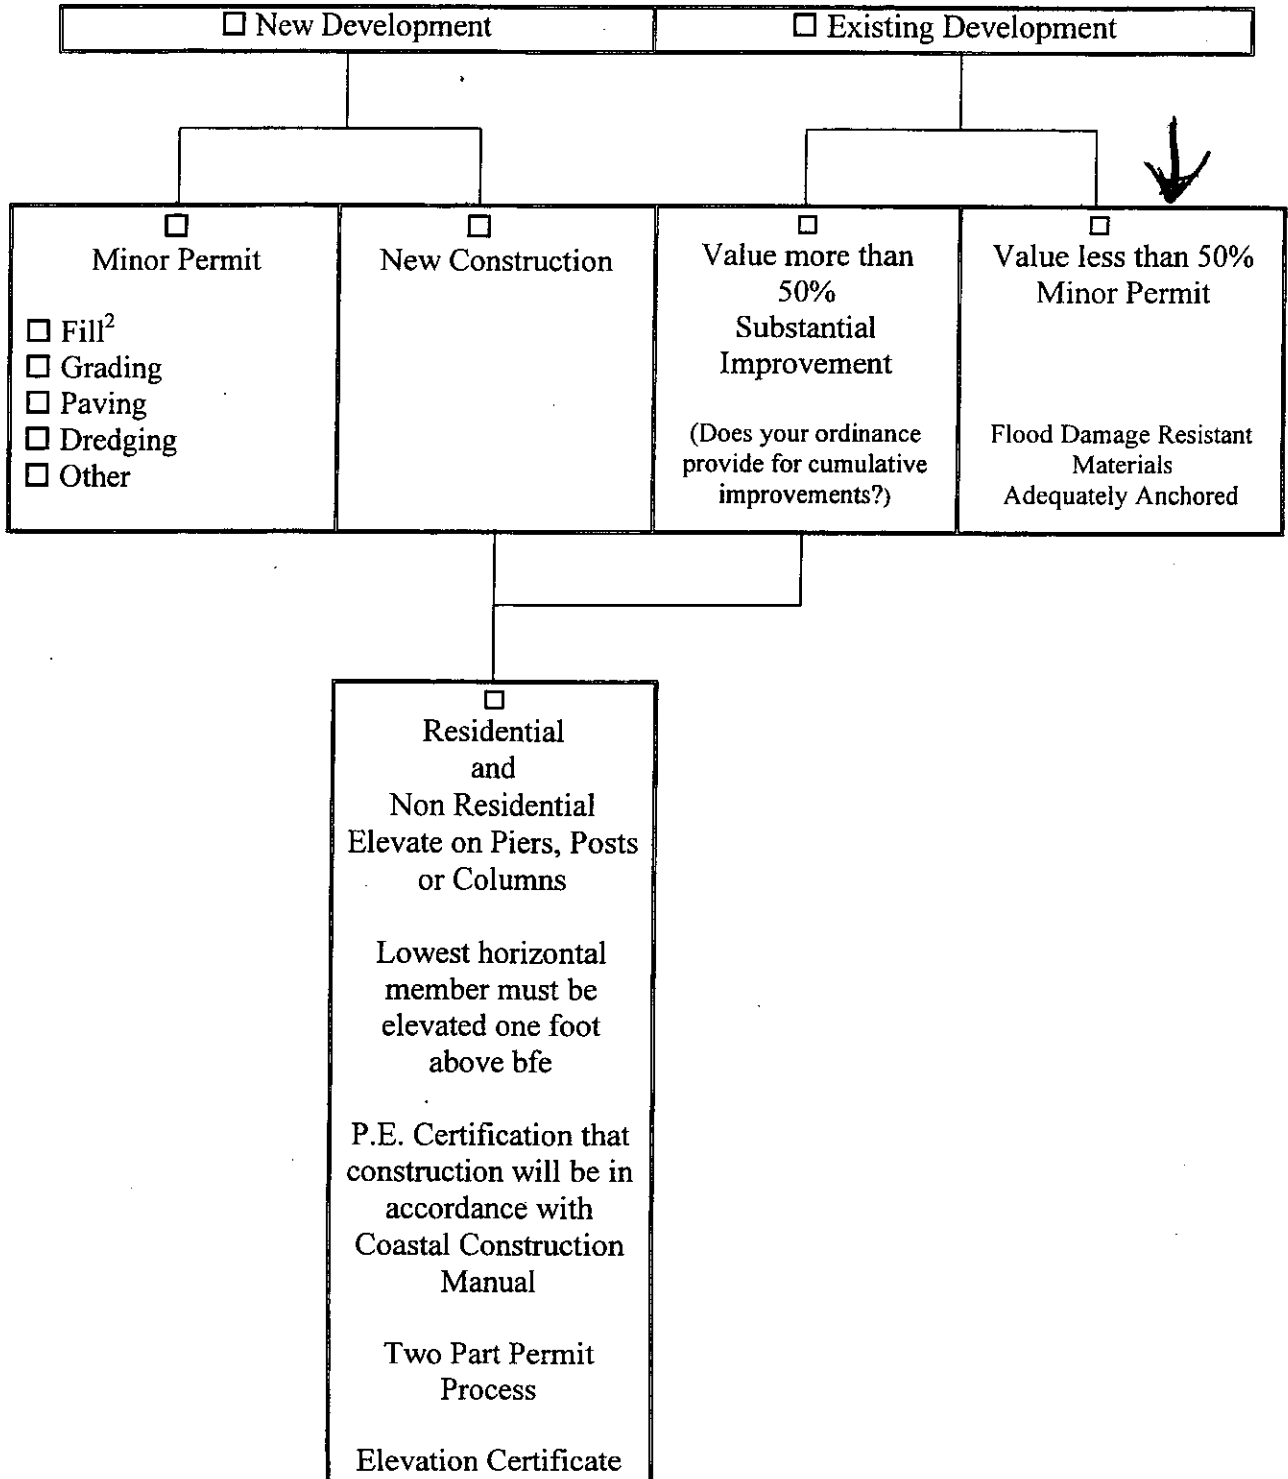 ☐ New Development
☐ Existing Development
☐
Minor Permit
☐ Fill²
☐ Grading
☐ Paving
☐ Dredging
☐ Other
☐
New Construction
☐
Value more than
50%
Substantial
Improvement
(Does your ordinance
provide for cumulative
improvements?)
☐
Value less than 50%
Minor Permit
Flood Damage Resistant
Materials
Adequately Anchored
☐
Residential
and
Non Residential
Elevate on Piers, Posts
or Columns
Lowest horizontal
member must be
elevated one foot
above bfe
P.E. Certification that
construction will be in
accordance with
Coastal Construction
Manual
Two Part Permit
Process
Elevation Certificate